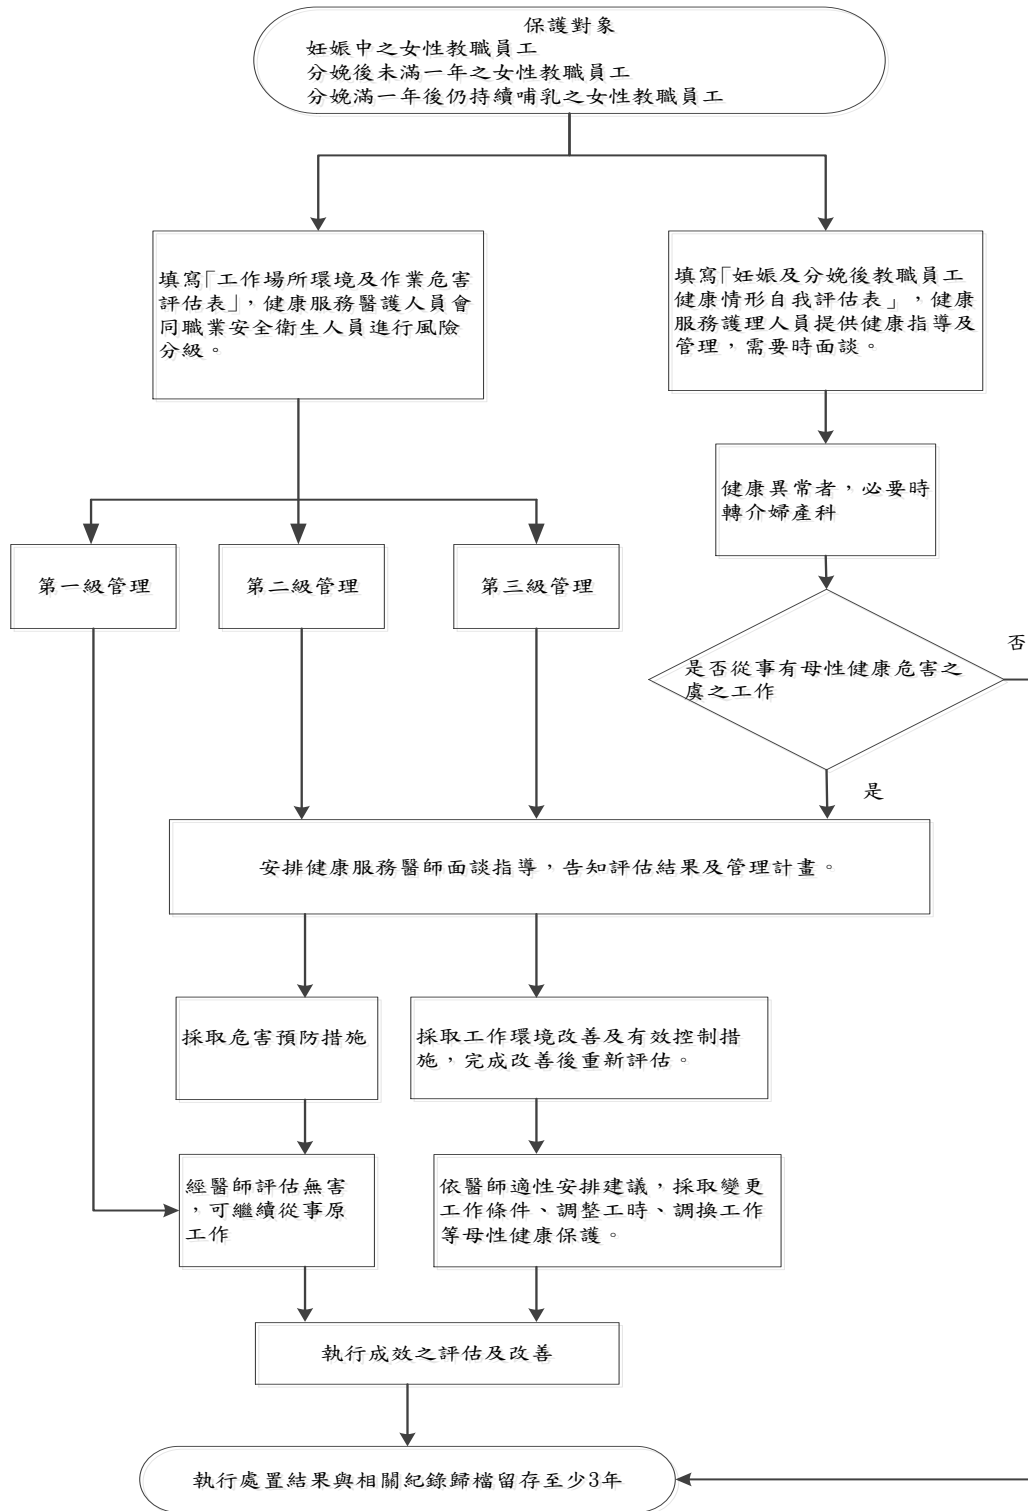 保護對象
妊娠中之女性教職員工
分娩後未滿一年之女性教職員工
分娩滿一年後仍持續哺乳之女性教職員工
填寫「工作場所環境及作業危害
評估表」，健康服務醫護人員會
同職業安全衛生人員進行風險
分級。
填寫「妊娠及分娩後教職員工
健康情形自我評估表」，健康
服務護理人員提供健康指導及
管理，需要時面談。
健康異常者，必要時
轉介婦產科
第一級管理
第二級管理
第三級管理
是否從事有母性健康危害之
虞之工作
否
是
安排健康服務醫師面談指導，告知評估結果及管理計畫。
採取危害預防措施
採取工作環境改善及有效控制措
施，完成改善後重新評估。
經醫師評估無害
，可繼續從事原
工作
依醫師適性安排建議，採取變更
工作條件、調整工時、調換工作
等母性健康保護。
執行成效之評估及改善
執行處置結果與相關紀錄歸檔留存至少3年